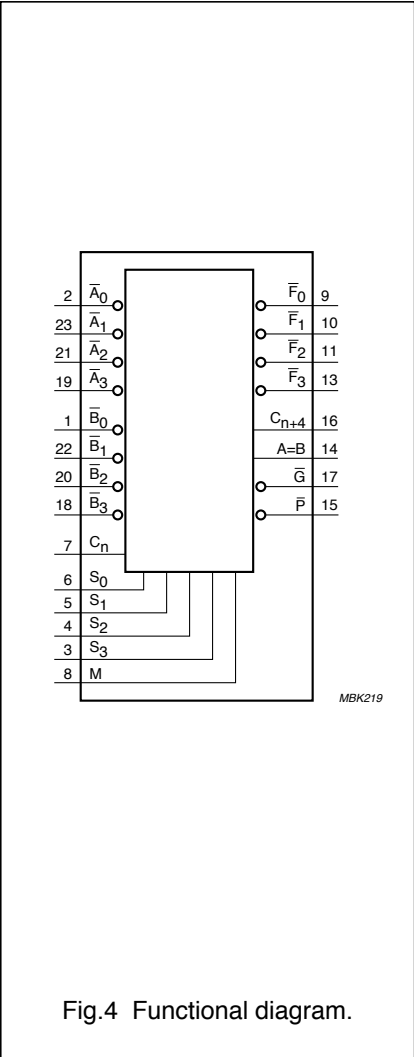 2 A̅0 F̅0 9
23 A̅1 F̅1 10
21 A̅2 F̅2 11
19 A̅3 F̅3 13
1 B̅0 Cn+4 16
22 B̅1 A=B 14
20 B̅2 G̅ 17
18 B̅3 P̅ 15
7 Cn
6 S0
5 S1
4 S2
3 S3
8 M
MBK219
Fig.4 Functional diagram.